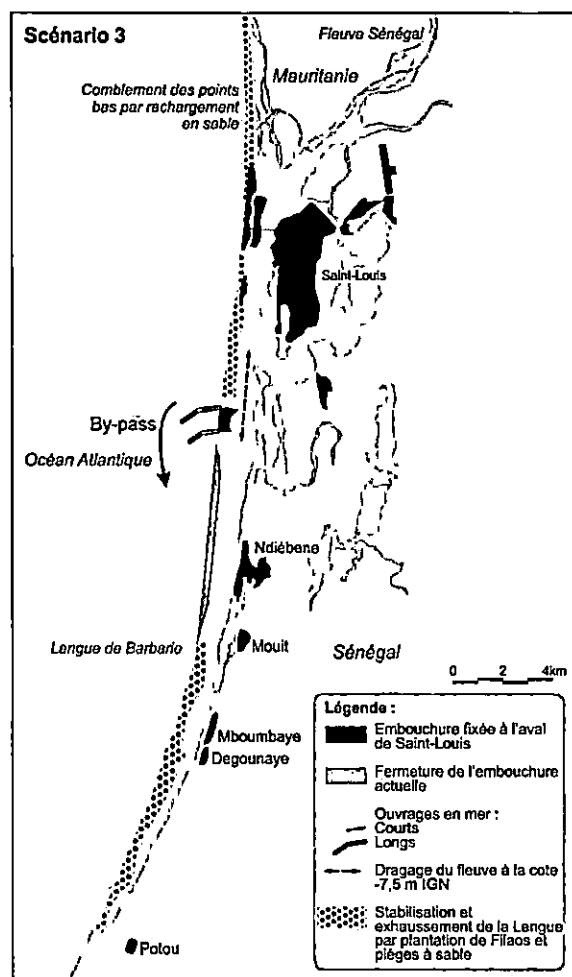 Scénario 3
Fleuve Sénégal
Mauritanie
Comblement des points
bas par rechargement
en sable
Saint-Louis
By-pass
Océan Atlantique
Ndiébene
Langue de Barbarie
Mouit
Sénégal
0 2 4km
Mboumbaye
Degounaye
Potou
Légende :
Embouchure fixée à l'aval
de Saint-Louis
Fermeture de l'embouchure
actuelle
Ouvrages en mer :
Courts
Longs
Dragage du fleuve à la cote
-7,5 m IGN
Stabilisation et
exhaussement de la Langue
par plantation de Filaos et
pièges à sable